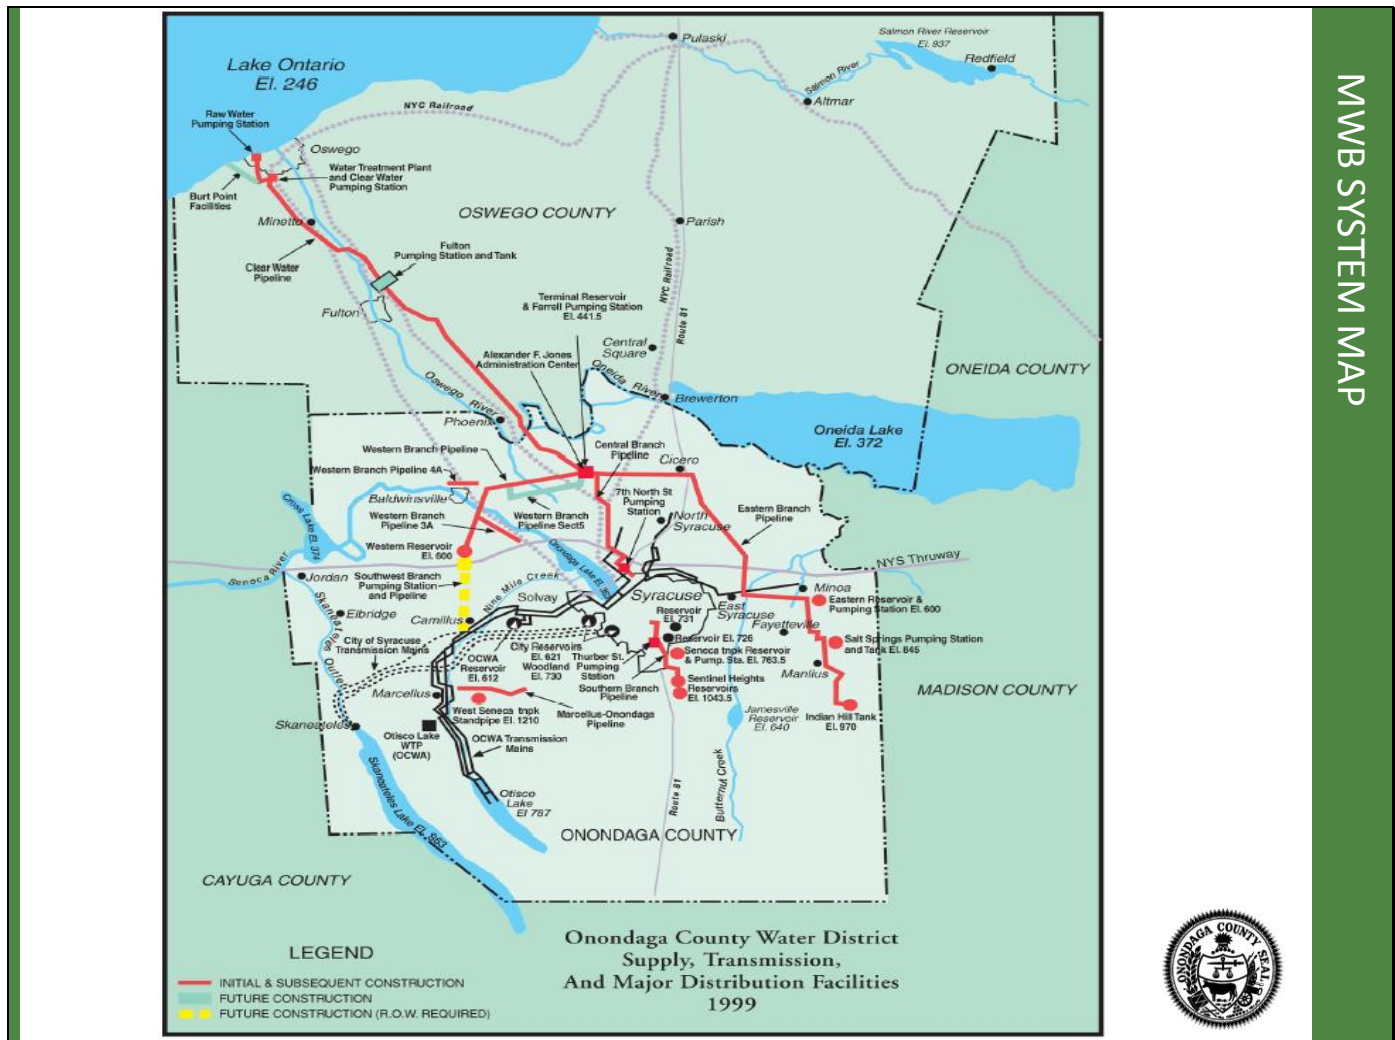 MWB SYSTEM MAP
Pulaski
Salmon River Reservoir
El. 937
Redfield
Salmon River
Altmar
Lake Ontario
El. 246
NYC Railroad
Raw Water
Pumping Station
Oswego
Water Treatment Plant
and Clear Water
Pumping Station
Burt Point
Facilities
OSWEGO COUNTY
Minetto
Parish
Clear Water
Pipeline
Fulton
Pumping Station and Tank
NYC Railroad
Route 81
Fulton
Terminal Reservoir
& Farrell Pumping Station
El. 441.5
Central
Square
Alexander F. Jones
Administration Center
Oneida River
ONEIDA COUNTY
Oswego River
Brewerton
Phoenix
Oneida Lake
El. 372
Western Branch Pipeline
Central Branch
Pipeline
Cicero
Western Branch Pipeline 4A
Baldwinsville
7th North St
Pumping
Station
Cross Lake El. 374
Western Branch
Pipeline 3A
Western Branch
Pipeline Sect5
North
Syracuse
Eastern Branch
Pipeline
Western Reservoir
El. 600
Onondaga Lake El. 363
NYS Thruway
Seneca River
Jordan
Southwest Branch
Pumping Station
and Pipeline
Nine Mile Creek
Solvay
Syracuse
Minoa
Skaneateles Outlet
Elbridge
Camillus
Reservoir
El. 731
East
Syracuse
Eastern Reservoir &
Pumping Station El. 600
Fayetteville
City of Syracuse
Transmission Mains
Reservoir El. 726
Salt Springs Pumping Station
and Tank El. 845
OCWA
Reservoir
El. 612
City Reservoirs
El. 621
Woodland
El. 730
Thurber St.
Pumping
Station
Seneca tnpk Reservoir
& Pump. Sta. El. 763.5
Manlius
Southern Branch
Pipeline
Sentinel Heights
Reservoirs
El. 1043.5
MADISON COUNTY
Marcellus
West Seneca tnpk
Standpipe El. 1210
Marcellus-Onondaga
Pipeline
Jamesville
Reservoir
El. 640
Indian Hill Tank
El. 970
Skaneateles
Otisco Lake
WTP
(OCWA)
OCWA Transmission
Mains
Butternut Creek
Route 81
Skaneateles Lake El. 863
Otisco
Lake
El 787
ONONDAGA COUNTY
CAYUGA COUNTY
LEGEND
INITIAL & SUBSEQUENT CONSTRUCTION
FUTURE CONSTRUCTION
FUTURE CONSTRUCTION (R.O.W. REQUIRED)
Onondaga County Water District
Supply, Transmission,
And Major Distribution Facilities
1999
ONONDAGA COUNTY SEAL